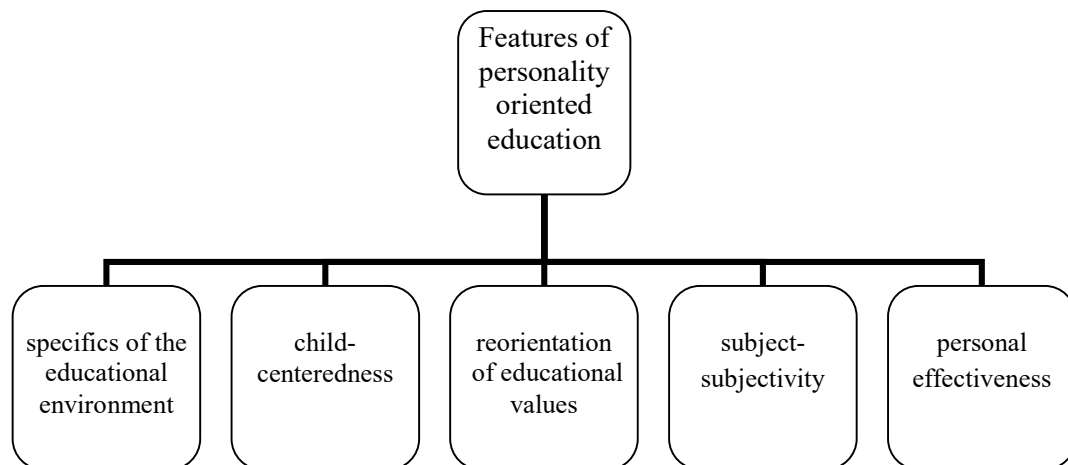 Features of
personality
oriented
education
specifics of the
educational
environment
child-
centeredness
reorientation
of educational
values
subject-
subjectivity
personal
effectiveness